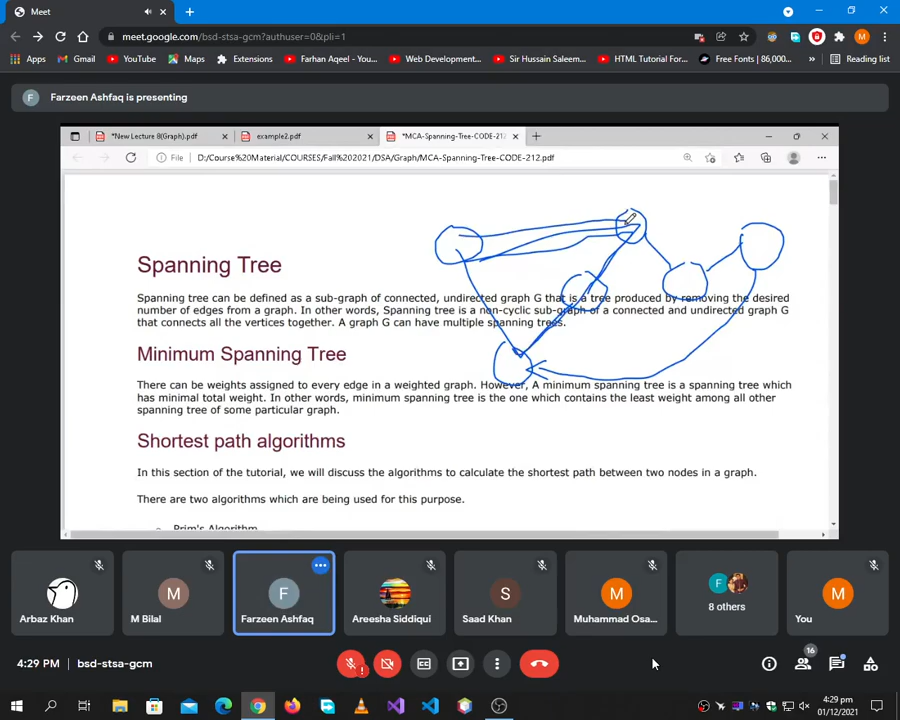 Meet
meet.google.com/bsd-stsa-gcm?authuser=0&pli=1
Apps
Gmail
YouTube
Maps
Extensions
Farhan Aqeel - You...
Web Development...
Sir Hussain Saleem...
HTML Tutorial For...
Free Fonts | 86,000...
»
Reading list
F
Farzeen Ashfaq is presenting
*New Lecture 8(Graph).pdf
example2.pdf
*MCA-Spanning-Tree-CODE-212
File
D:/Course%20Material/COURSES/Fall%202021/DSA/Graph/MCA-Spanning-Tree-CODE-212.pdf
Spanning Tree
Spanning tree can be defined as a sub-graph of connected, undirected graph G that is a tree produced by removing the desired
number of edges from a graph. In other words, Spanning tree is a non-cyclic sub-graph of a connected and undirected graph G
that connects all the vertices together. A graph G can have multiple spanning trees.
Minimum Spanning Tree
There can be weights assigned to every edge in a weighted graph. However, A minimum spanning tree is a spanning tree which
has minimal total weight. In other words, minimum spanning tree is the one which contains the least weight among all other
spanning tree of some particular graph.
Shortest path algorithms
In this section of the tutorial, we will discuss the algorithms to calculate the shortest path between two nodes in a graph.
There are two algorithms which are being used for this purpose.
Prim's Algorithm
M
F
S
M
F
M
Arbaz Khan
M Bilal
Farzeen Ashfaq
Areesha Siddiqui
Saad Khan
Muhammad Osa...
8 others
You
4:29 PM | bsd-stsa-gcm
16
4:29 pm
01/12/2021